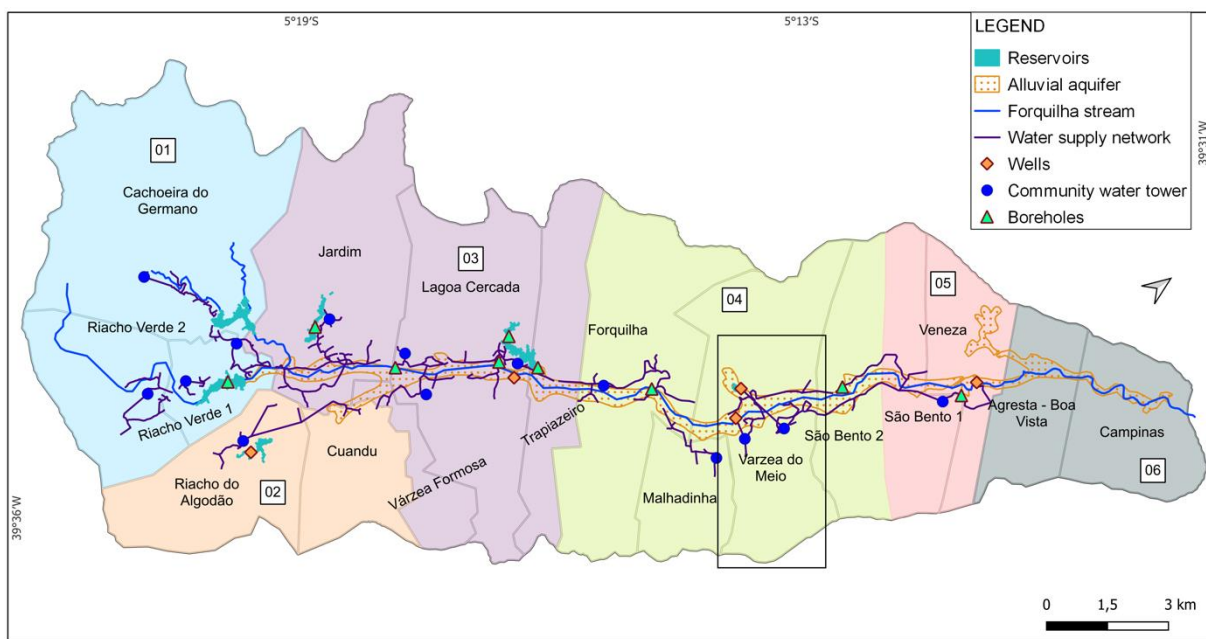 5°19'S
5°13'S
39°31'W
39°36'W
LEGEND
Reservoirs
Alluvial aquifer
Forquilha stream
Water supply network
Wells
Community water tower
Boreholes
01
Cachoeira do
Germano
Jardim
03
Lagoa Cercada
04
05
Riacho Verde 2
Forquilha
Veneza
Riacho Verde 1
Trapiazeiro
São Bento 1
Agresta - Boa
Vista
Campinas
Cuandu
Várzea Formosa
São Bento 2
Varzea do
Meio
Malhadinha
Riacho do
Algodão
02
06
0 1,5 3 km